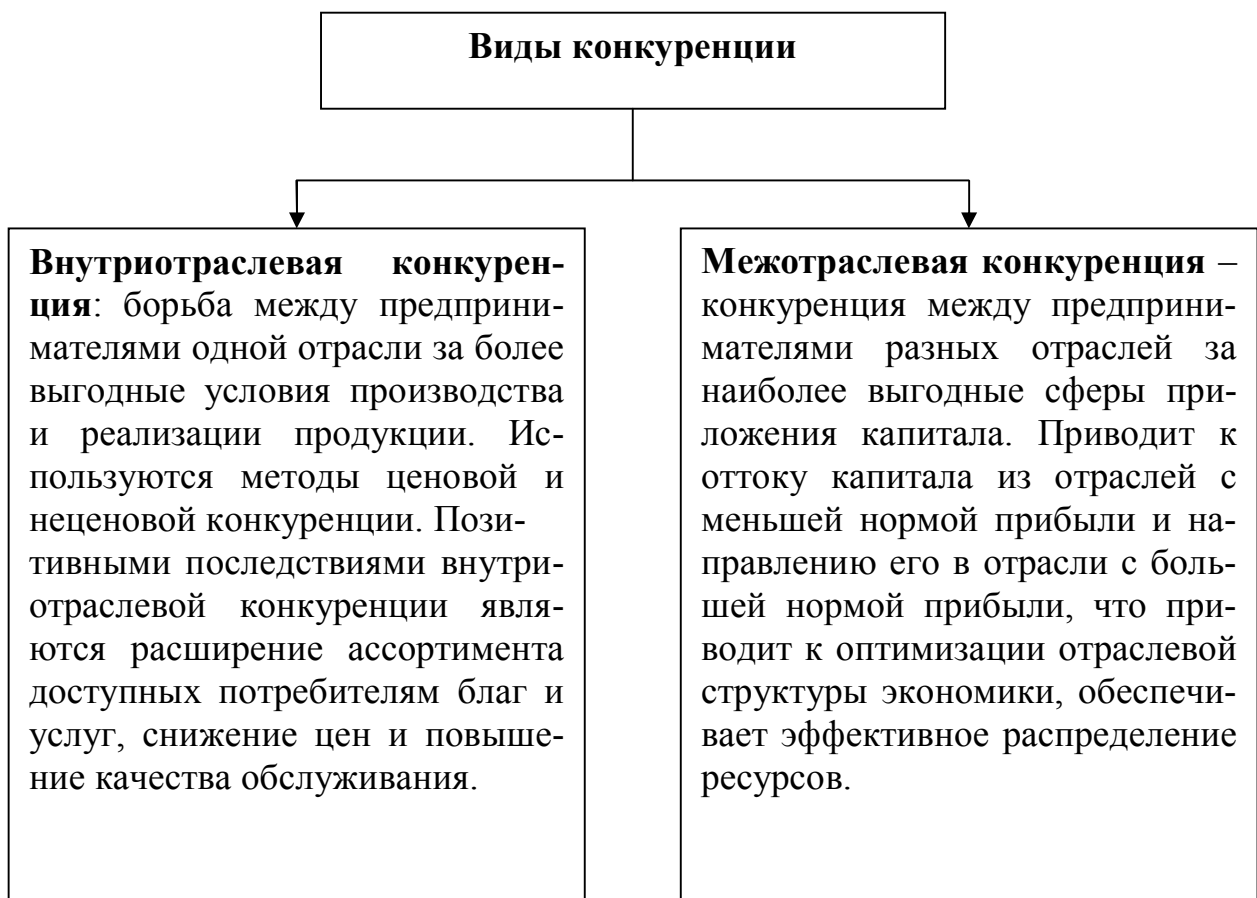 Виды конкуренции
Внутриотраслевая конкурен-
ция: борьба между предприни-
мателями одной отрасли за более
выгодные условия производства
и реализации продукции. Ис-
пользуются методы ценовой и
неценовой конкуренции. Пози-
тивными последствиями внутри-
отраслевой конкуренции явля-
ются расширение ассортимента
доступных потребителям благ и
услуг, снижение цен и повыше-
ние качества обслуживания.
Межотраслевая конкуренция –
конкуренция между предприни-
мателями разных отраслей за
наиболее выгодные сферы при-
ложения капитала. Приводит к
оттоку капитала из отраслей с
меньшей нормой прибыли и на-
правлению его в отрасли с боль-
шей нормой прибыли, что при-
водит к оптимизации отраслевой
структуры экономики, обеспечи-
вает эффективное распределение
ресурсов.